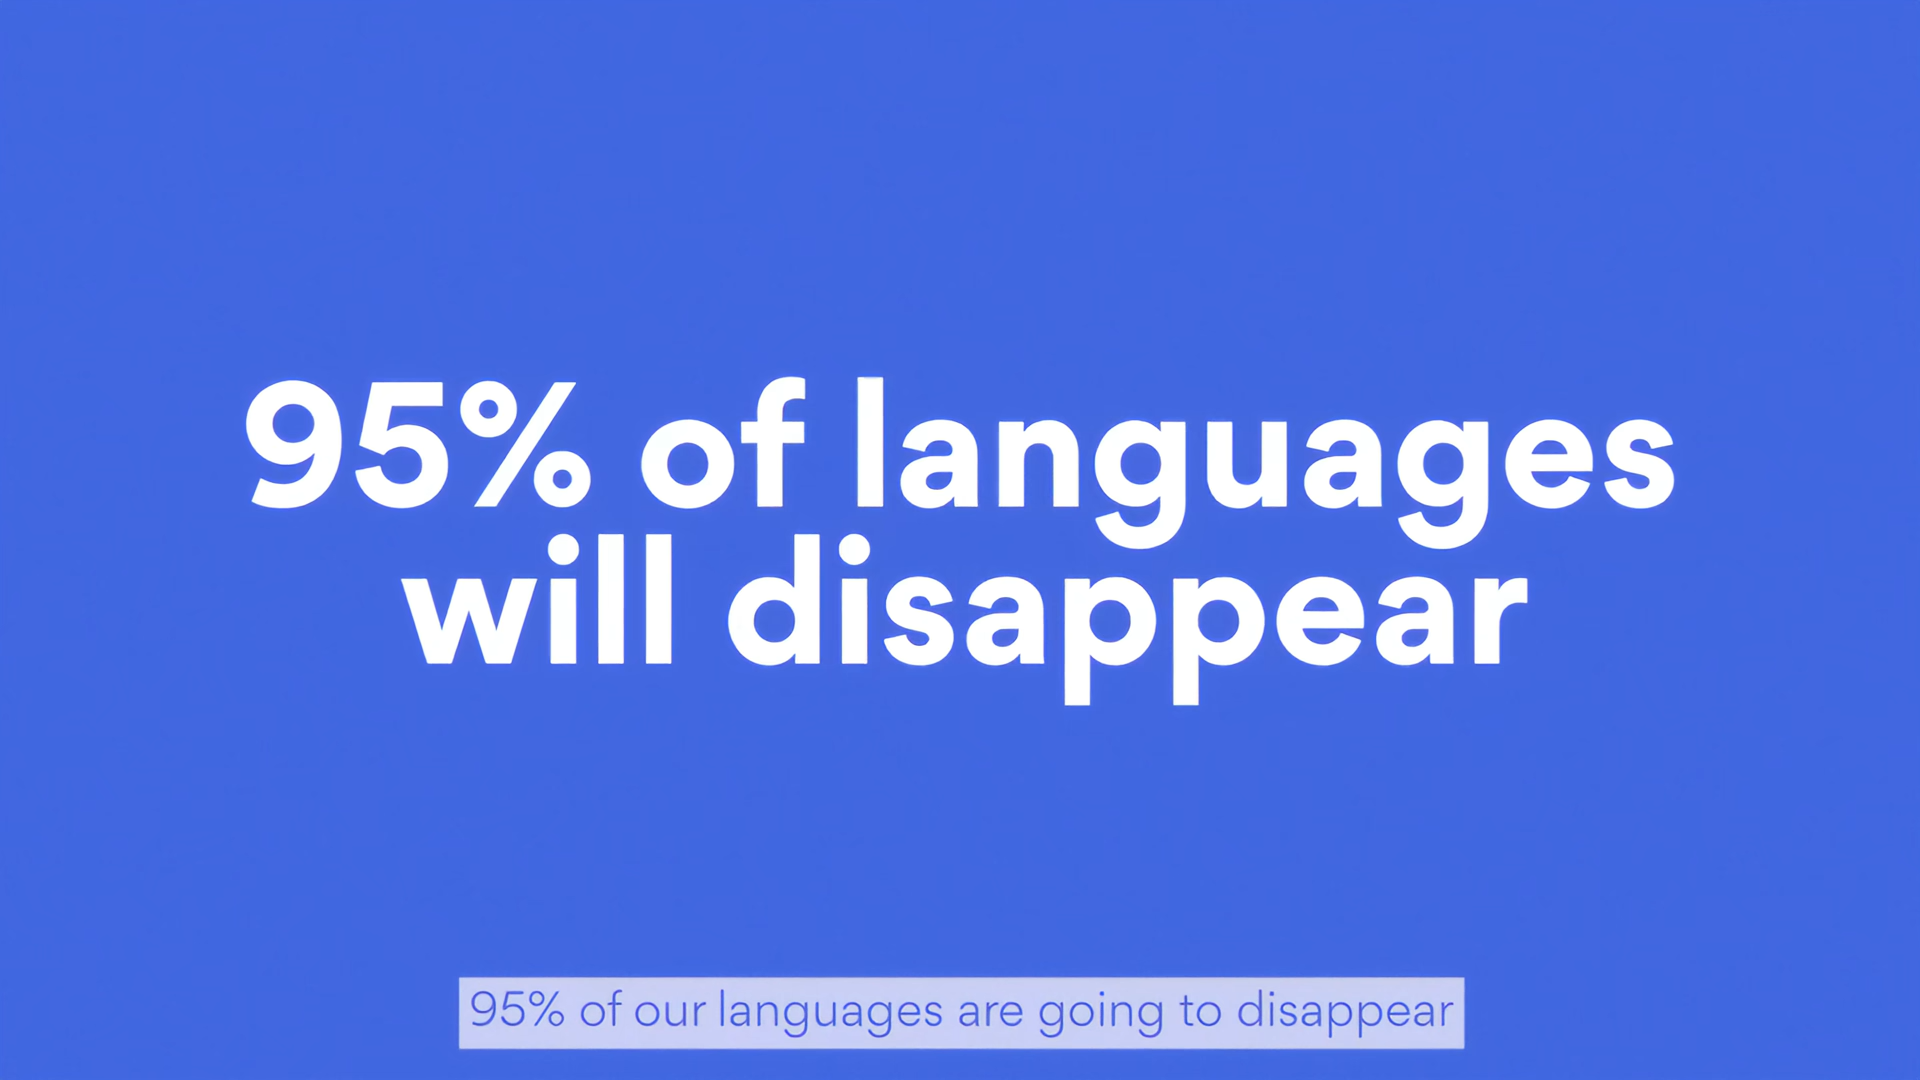 95% of languages
will disappear
95% of our languages are going to disappear